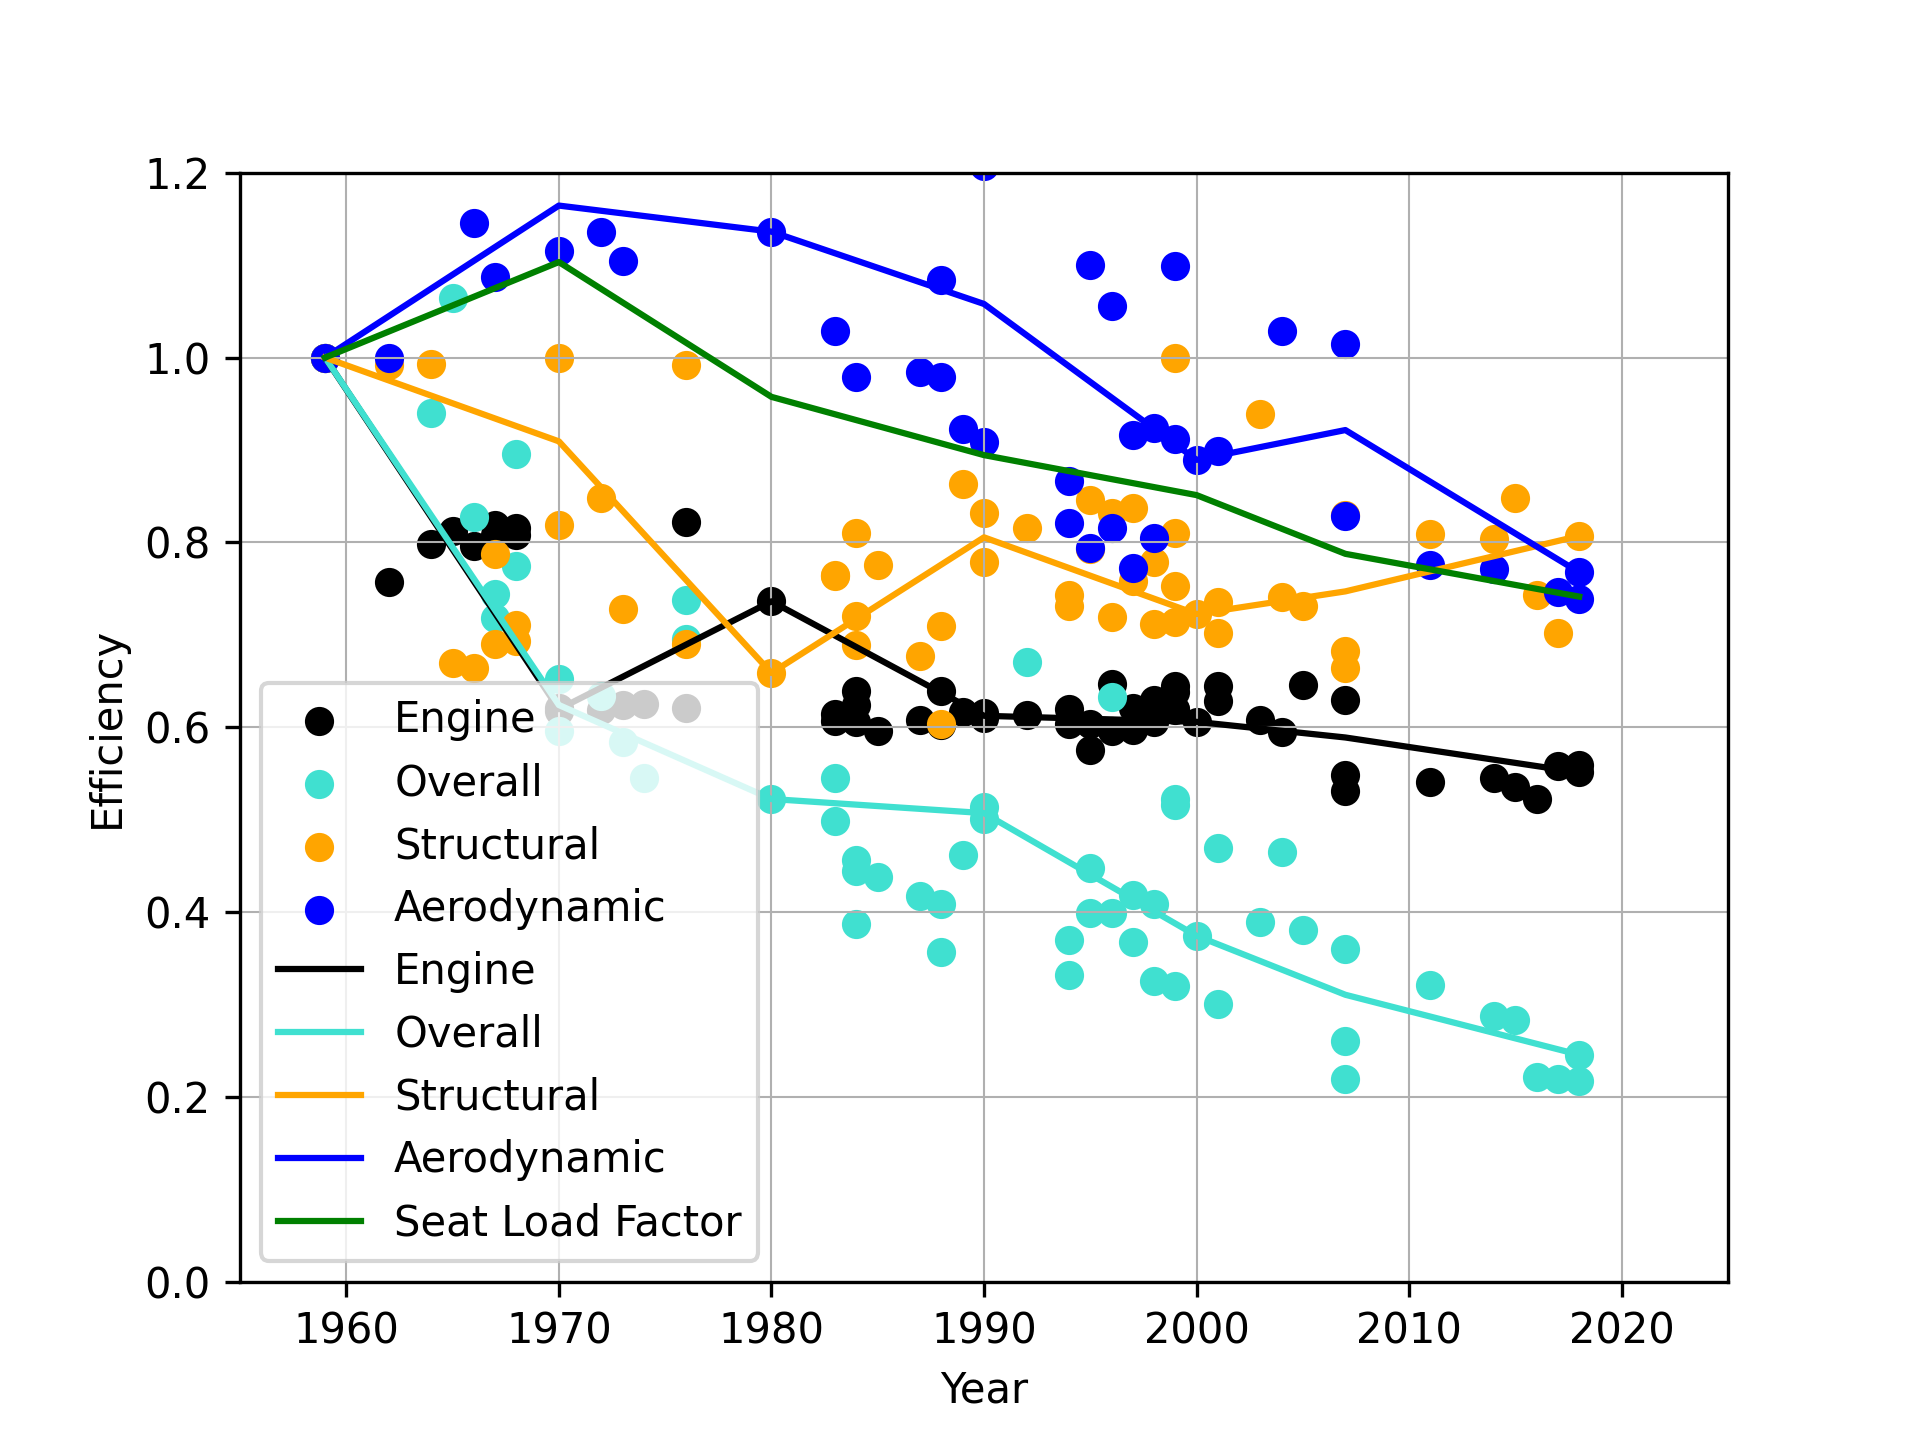 1.2
1.0
0.8
0.6
0.4
0.2
0.0
Efficiency
Engine
Overall
Structural
Aerodynamic
Engine
Overall
Structural
Aerodynamic
Seat Load Factor
1960 1970 1980 1990 2000 2010 2020
Year